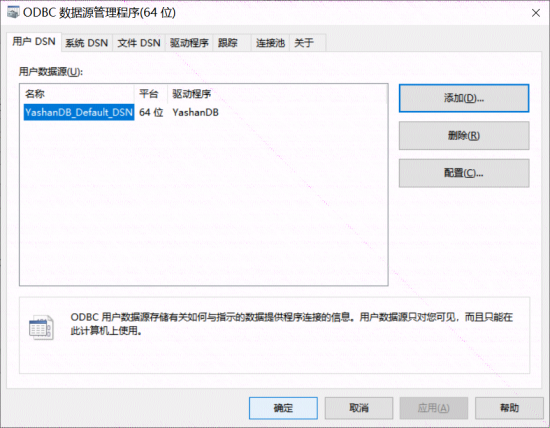 ODBC 数据源管理程序(64 位)
用户 DSN 系统 DSN 文件 DSN 驱动程序 跟踪 连接池 关于
用户数据源(U):
名称 平台 驱动程序
YashanDB_Default_DSN 64 位 YashanDB
添加(D)...
删除(R)
配置(C)...
ODBC 用户数据源存储有关如何与指示的数据提供程序连接的信息。用户数据源只对您可见，而且只能在
此计算机上使用。
确定 取消 应用(A) 帮助